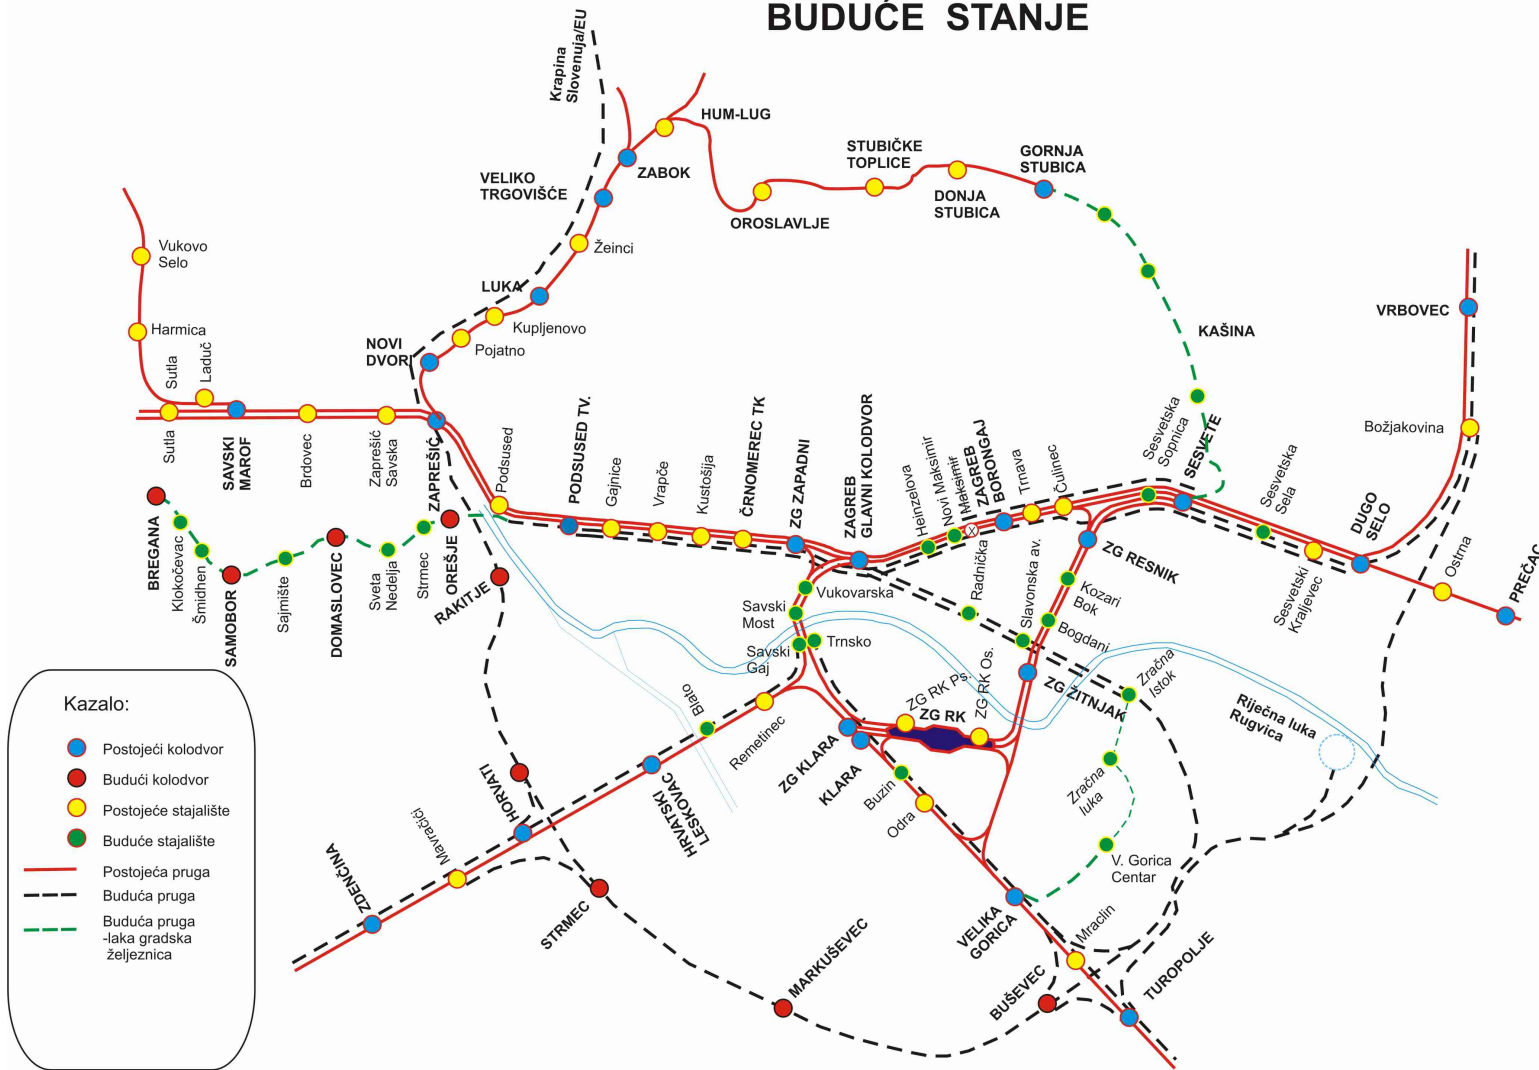 BUDUĆE STANJE
Krapina
Slovenuja/EU
HUM-LUG
ZABOK
VELIKO
TRGOVIŠĆE
STUBIČKE
TOPLICE
GORNJA
STUBICA
DONJA
STUBICA
OROSLAVLJE
Vukovo
Selo
Žeinci
LUKA
Kupljenovo
Pojatno
NOVI
DVORI
Harmica
Sutla
Laduč
KAŠINA
VRBOVEC
Božjakovina
Sutla
SAVSKI
MAROF
Brdovec
Zaprešić
Savska
ZAPREŠIĆ
Podsused
PODSUSED TV.
Gajnice
Vrapče
Kustošija
ČRNOMEREC TK
ZG ZAPADNI
ZAGREB
GLAVNI KOLODVOR
Heinzelova
Novi Maksimir
Maksimir
ZAGREB
BORONGAJ
Trnava
Čulinec
Sesvetska
Sopnica
SESVETE
Sesvetska
Sela
Sesvetski
Kraljevec
DUGO
SELO
Ostrna
PREČAC
BREGANA
Klokočevac
Šmidhen
SAMOBOR
Sajmište
DOMASLOVEC
Sveta
Nedelja
Strmec
OREŠJE
RAKITJE
Vukovarska
Savski
Most
Savski
Gaj
Trnsko
Radnička
Slavonska av.
ZG RESNIK
Kozari
Bok
Bogdani
ZG ŽITNJAK
Zračna
Istok
Zračna
luka
V. Gorica
Centar
Riječna luka
Rugvica
Blato
Remetinec
ZG RK Ps.
ZG RK
ZG RK Os.
ZG KLARA
KLARA
Buzin
Odra
HRVATSKI
LESKOVAC
HORVATI
Mavračići
ZDENČINA
STRMEC
MARKUŠEVEC
VELIKA
GORICA
Mraclin
BUŠEVEC
TUROPOLJE
Kazalo:
Postojeći kolodvor
Budući kolodvor
Postojeće stajalište
Buduće stajalište
Postojeća pruga
Buduća pruga
Buduća pruga
-laka gradska
željeznica